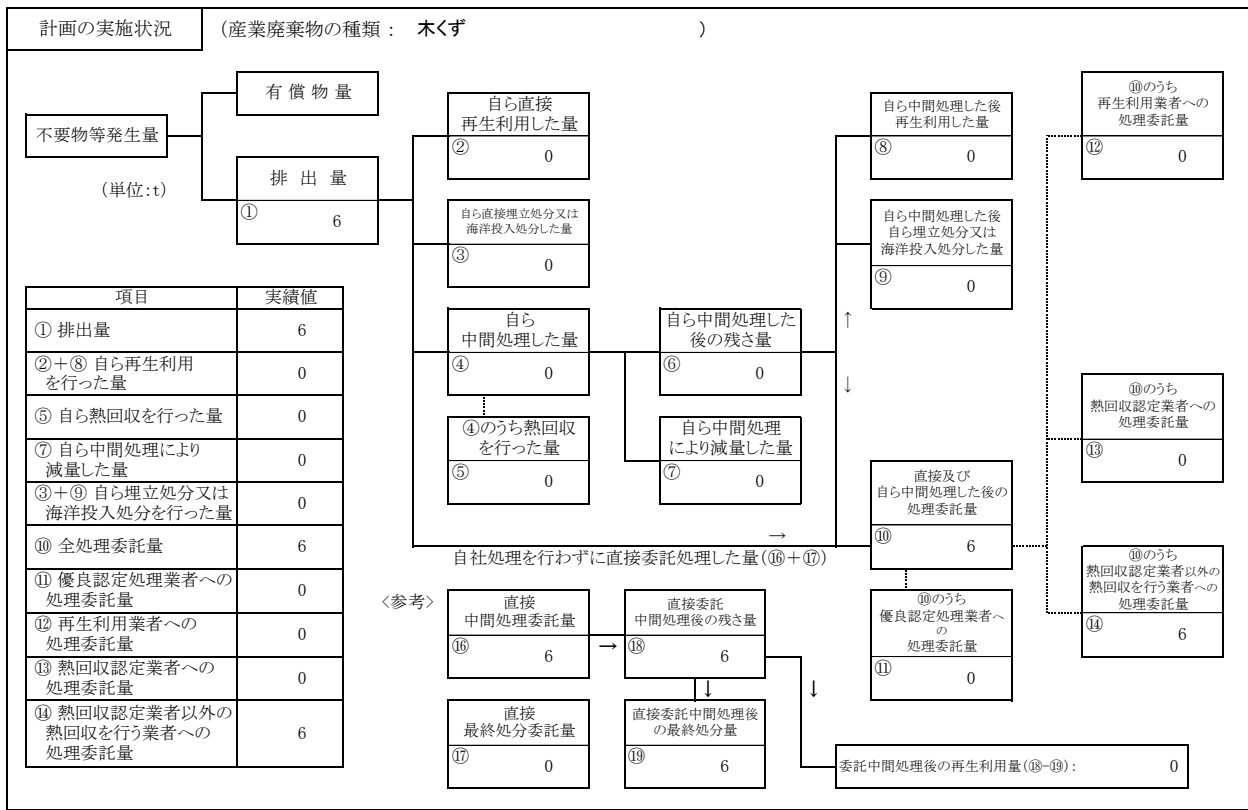 計画の実施状況
(産業廃棄物の種類： 木くず )
不要物等発生量
(単位:t)
有 償 物 量
排 出 量
① 6
自ら直接
再生利用した量
② 0
自ら直接埋立処分又は
海洋投入処分した量
③ 0
自ら
中間処理した量
④ 0
④のうち熱回収
を行った量
⑤ 0
自ら中間処理した
後の残さ量
⑥ 0
自ら中間処理
により減量した量
⑦ 0
自ら中間処理した後
再生利用した量
⑧ 0
自ら中間処理した後
自ら埋立処分又は
海洋投入処分した量
⑨ 0
↑
↓
直接及び
自ら中間処理した後の
処理委託量
⑩ 6
⑩のうち
優良認定処理業者へ
の
処理委託量
⑪ 0
⑩のうち
再生利用業者への
処理委託量
⑫ 0
⑩のうち
熱回収認定業者への
処理委託量
⑬ 0
⑩のうち
熱回収認定業者以外の
熱回収を行う業者への
処理委託量
⑭ 6
→
自社処理を行わずに直接委託処理した量(⑯＋⑰)
〈参考〉
直接
中間処理委託量
⑯ 6
→
直接委託
中間処理後の残さ量
⑱ 6
↓
↓
直接
最終処分委託量
⑰ 0
直接委託中間処理後
の最終処分量
⑲ 6
委託中間処理後の再生利用量(⑱-⑲)： 0
項目 実績値
① 排出量 6
②＋⑧ 自ら再生利用
を行った量 0
⑤ 自ら熱回収を行った量 0
⑦ 自ら中間処理により
減量した量 0
③＋⑨ 自ら埋立処分又は
海洋投入処分を行った量 0
⑩ 全処理委託量 6
⑪ 優良認定処理業者への
処理委託量 0
⑫ 再生利用業者への
処理委託量 0
⑬ 熱回収認定業者への
処理委託量 0
⑭ 熱回収認定業者以外の
熱回収を行う業者への
処理委託量 6